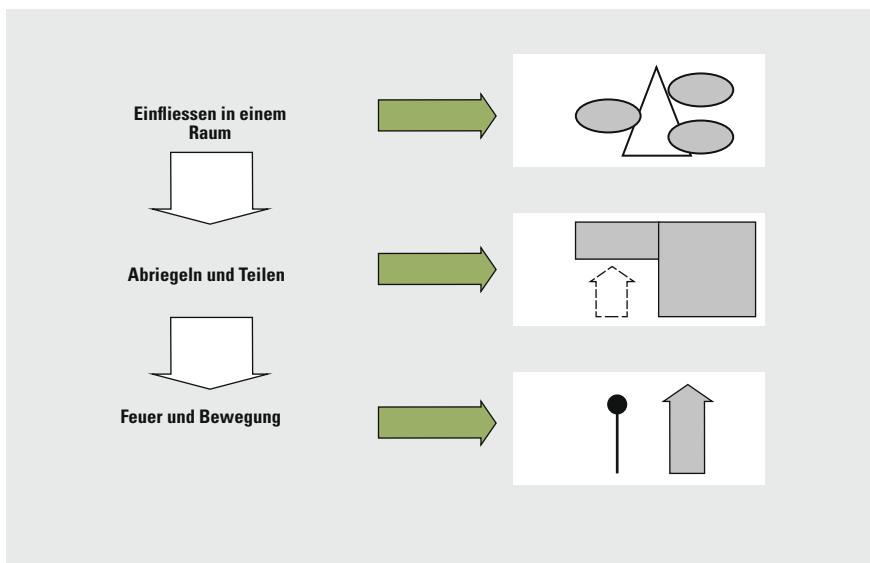 Einfliessen in einem
Raum
Abriegeln und Teilen
Feuer und Bewegung